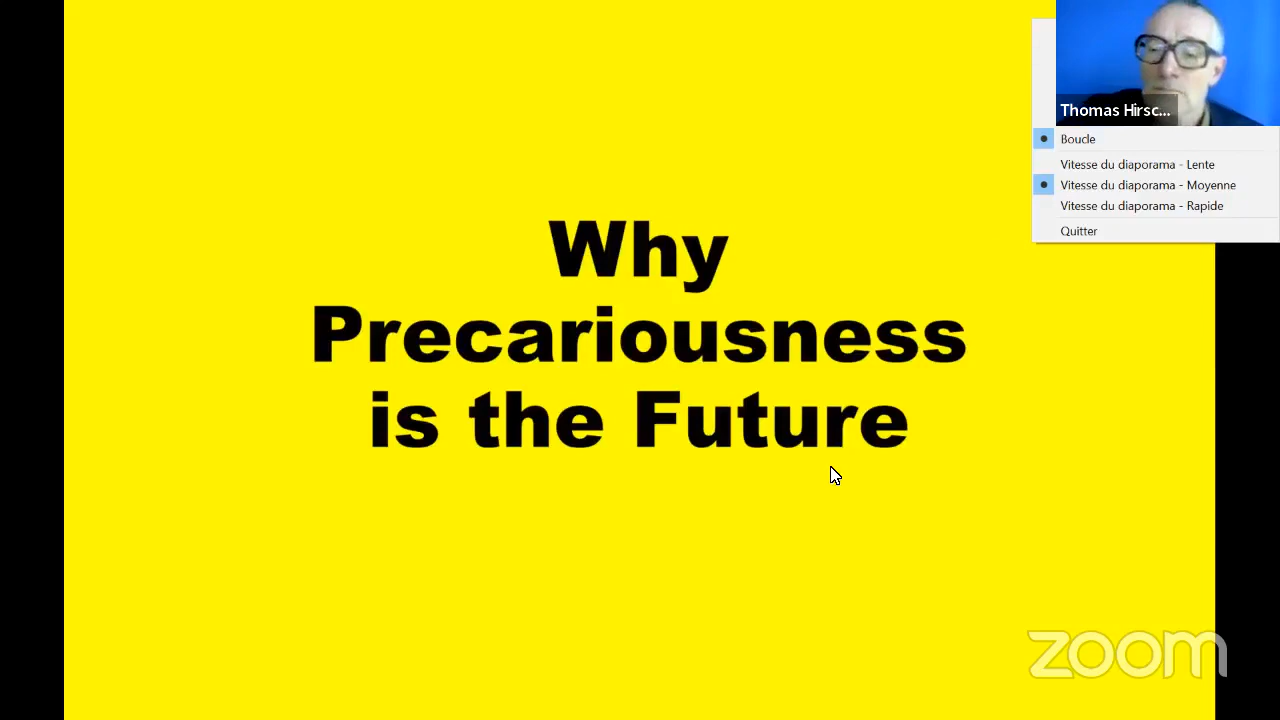 Why
Precariousness
is the Future
Thomas Hirsc...
Boucle
Vitesse du diaporama - Lente
Vitesse du diaporama - Moyenne
Vitesse du diaporama - Rapide
Quitter
zoom